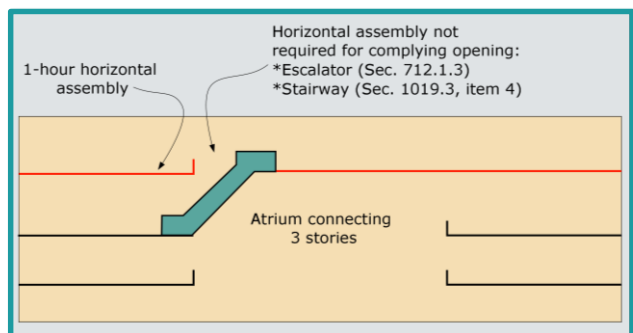 Horizontal assembly not
required for complying opening:
*Escalator (Sec. 712.1.3)
*Stairway (Sec. 1019.3, item 4)
1-hour horizontal
assembly
Atrium connecting
3 stories